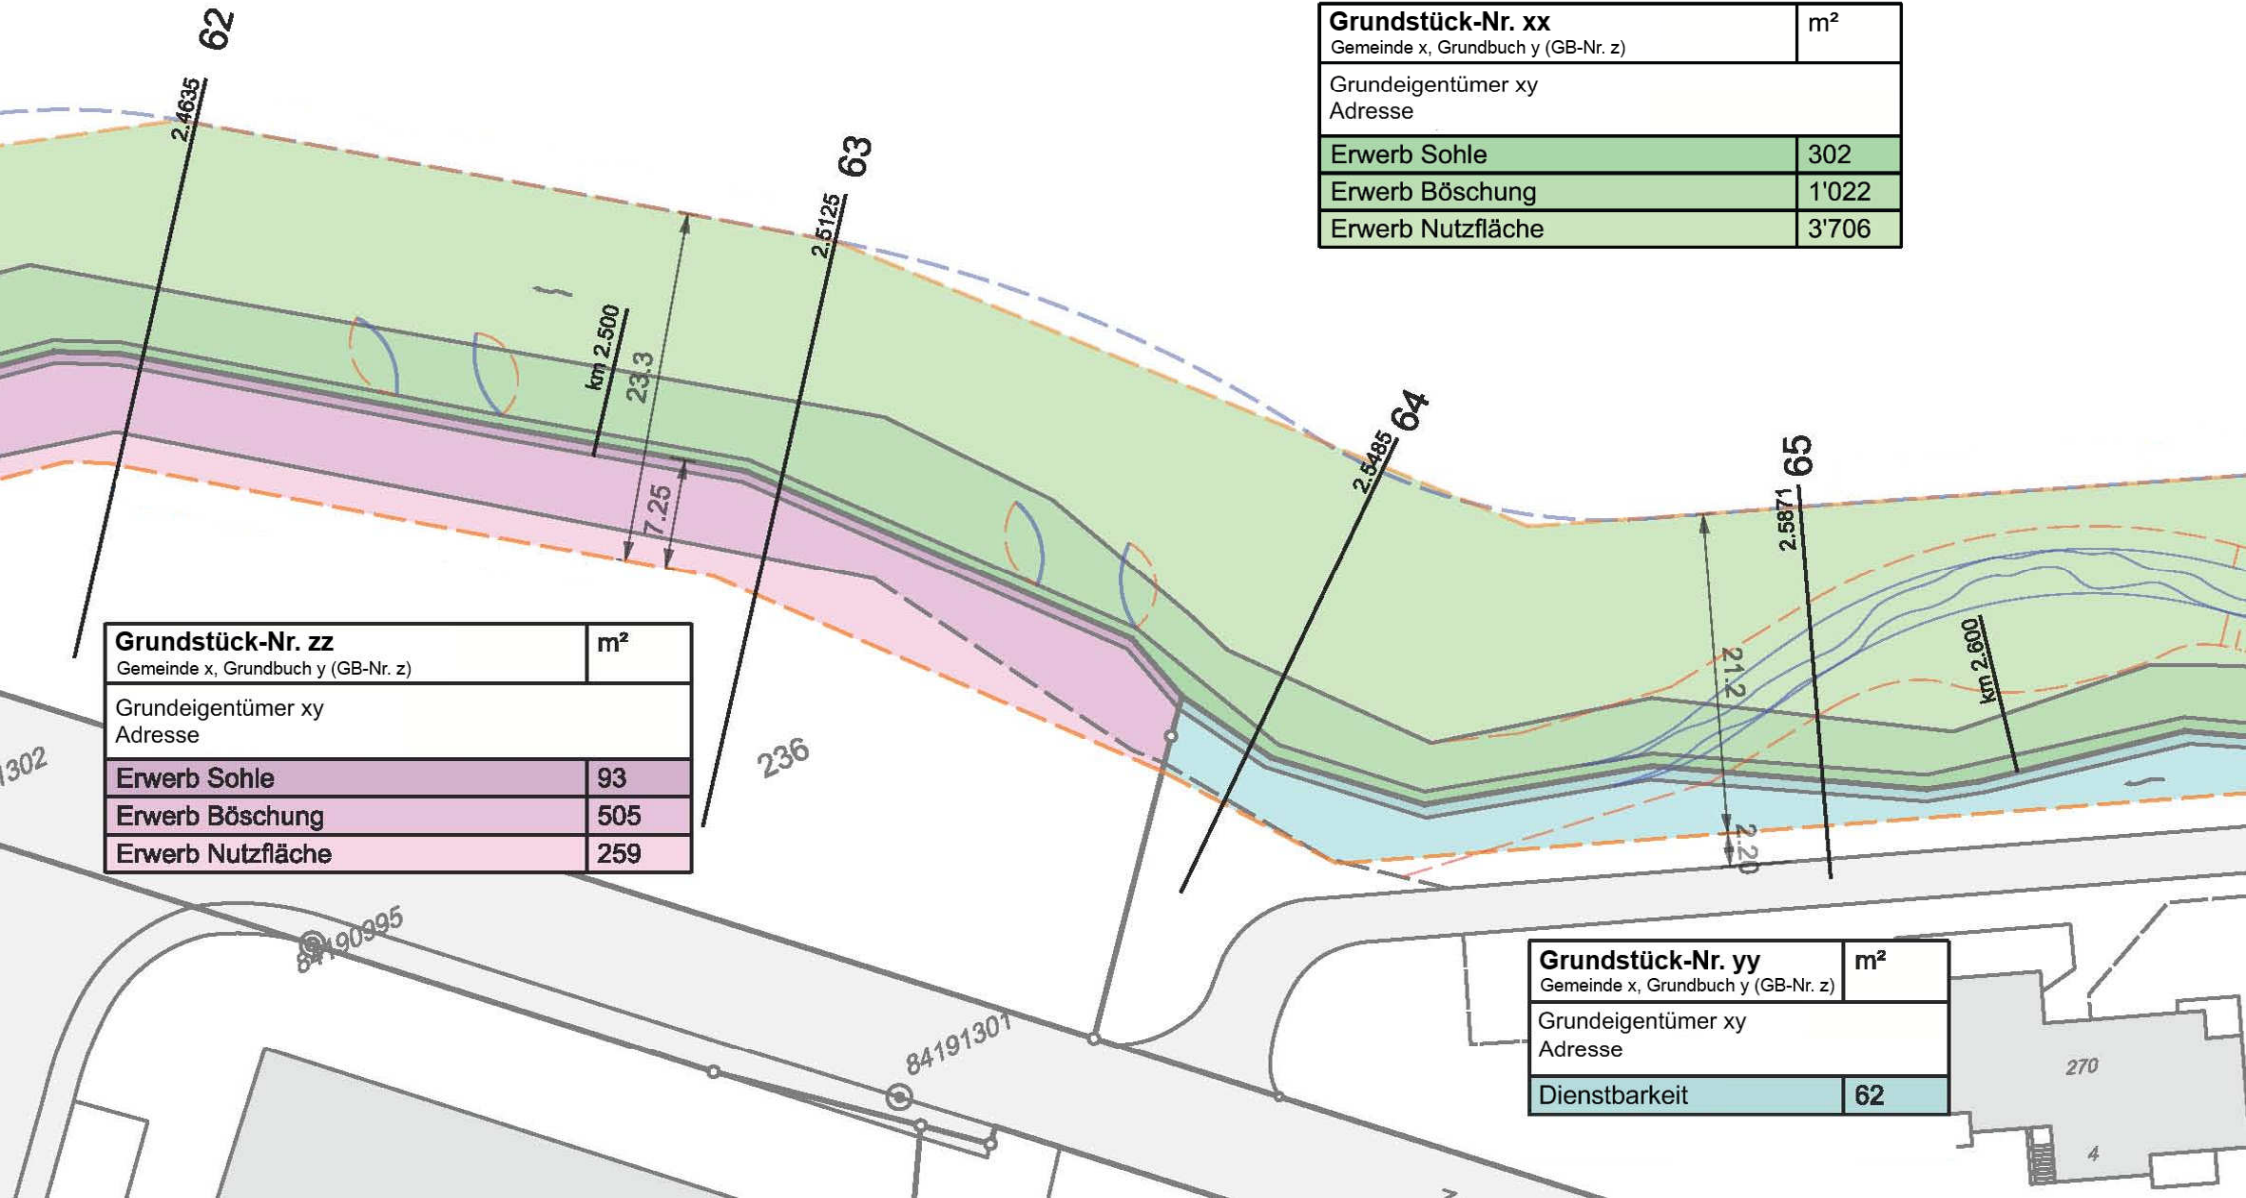 62
2.4635
63
2.5125
Grundstück-Nr. xx m²
Gemeinde x, Grundbuch y (GB-Nr. z)
Grundeigentümer xy
Adresse
Erwerb Sohle 302
Erwerb Böschung 1'022
Erwerb Nutzfläche 3'706
km 2.500
23.3
7.25
64
2.5485
65
2.5871
21.2
2.20
km 2.600
Grundstück-Nr. zz m²
Gemeinde x, Grundbuch y (GB-Nr. z)
Grundeigentümer xy
Adresse
Erwerb Sohle 93
Erwerb Böschung 505
Erwerb Nutzfläche 259
1302
236
84190995
84191301
Grundstück-Nr. yy m²
Gemeinde x, Grundbuch y (GB-Nr. z)
Grundeigentümer xy
Adresse
Dienstbarkeit 62
270
4